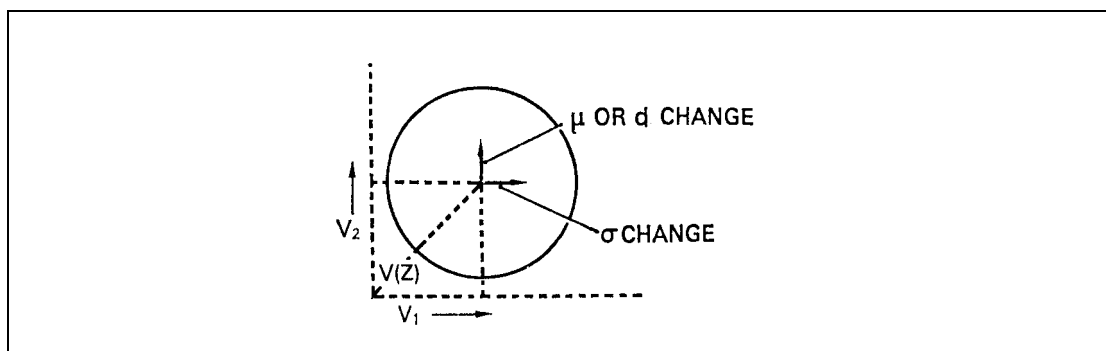 μ OR d CHANGE
V₂
σ CHANGE
V(Z)
V₁